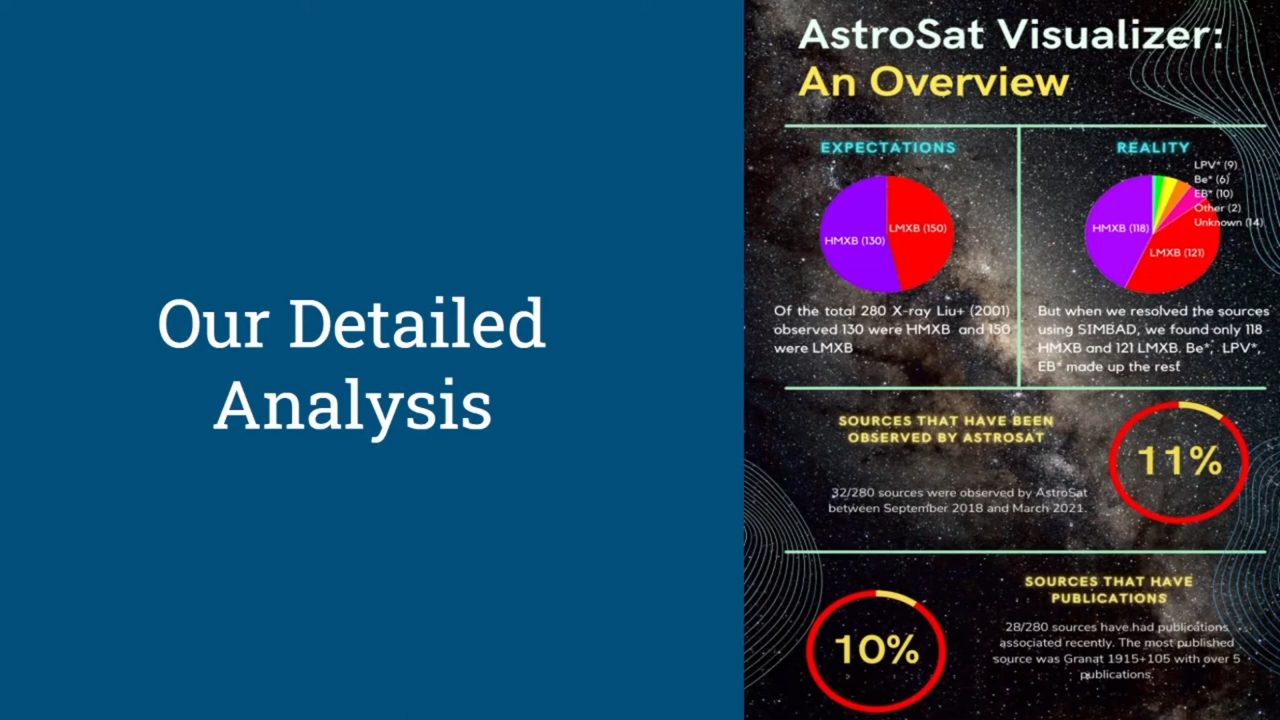 Our Detailed
Analysis
AstroSat Visualizer:
An Overview
EXPECTATIONS
HMXB (130)
LMXB (150)
Of the total 280 X-ray Liu+ (2001)
observed 130 were HMXB and 150
were LMXB
REALITY
LPV* (9)
Be* (6)
EB* (10)
Other (2)
Unknown (14)
HMXB (118)
LMXB (121)
But when we resolved the sources
using SIMBAD, we found only 118
HMXB and 121 LMXB. Be*, LPV*,
EB* made up the rest
SOURCES THAT HAVE BEEN
OBSERVED BY ASTROSAT
32/280 sources were observed by AstroSat
between September 2018 and March 2021.
11%
10%
SOURCES THAT HAVE
PUBLICATIONS
28/280 sources have had publications
associated recently. The most published
source was Granat 1915+105 with over 5
publications.